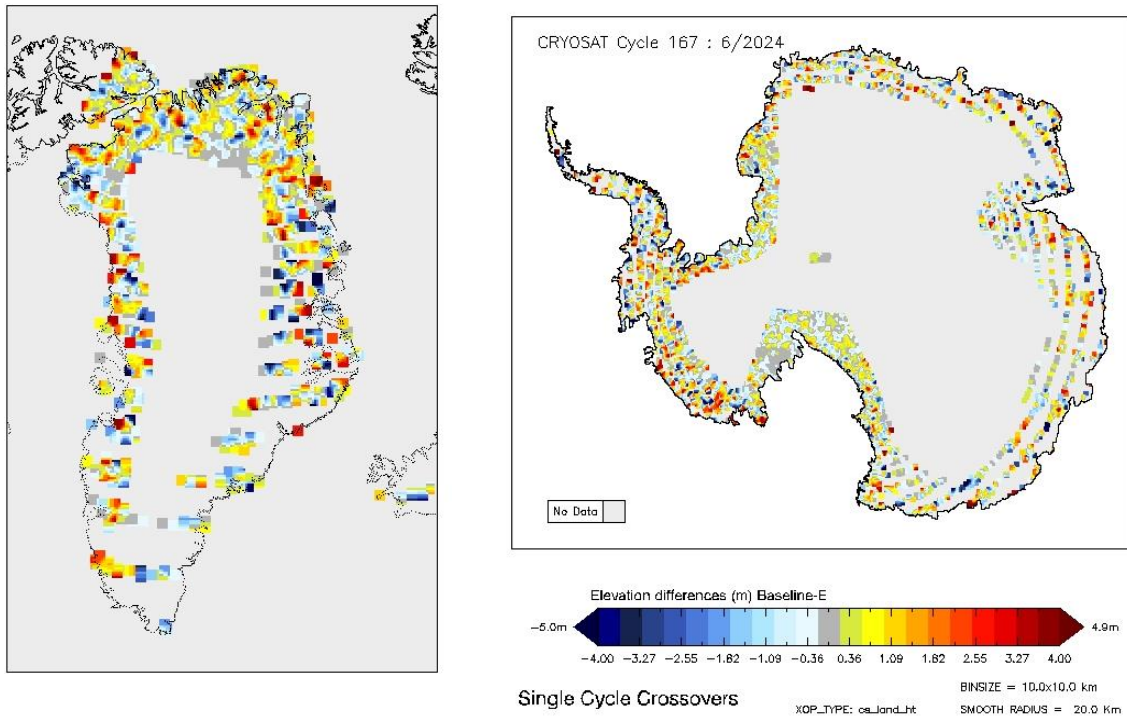 CRYOSAT Cycle 167 : 6/2024
No Data
Elevation differences (m) Baseline-E
-5.0m
4.9m
-4.00 -3.27 -2.55 -1.82 -1.09 -0.36 0.36 1.09 1.82 2.55 3.27 4.00
Single Cycle Crossovers
XOP_TYPE: cs_land_ht
BINSIZE = 10.0x10.0 km
SMOOTH RADIUS = 20.0 Km